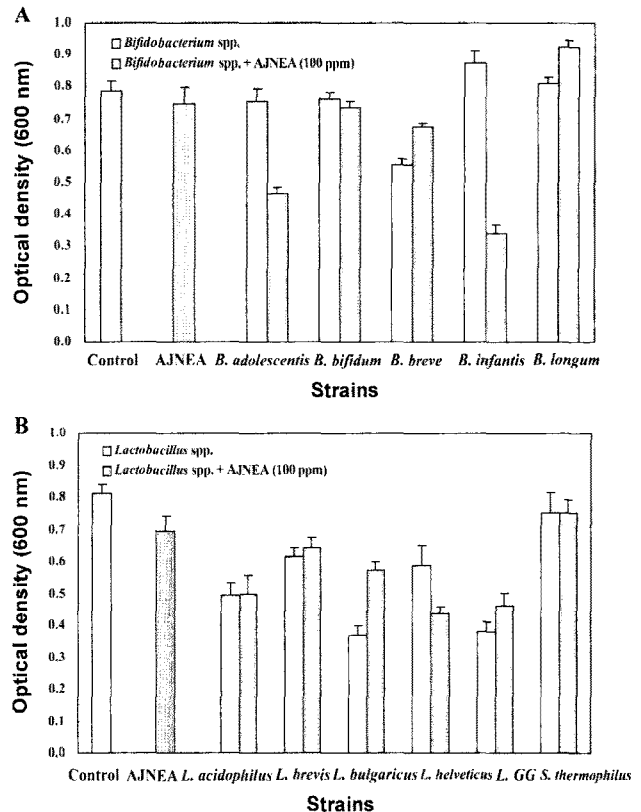 A
Bifidobacterium spp.
Bifidobacterium spp. + AJNEA (100 ppm)
Optical density (600 nm)
1.0
0.9
0.8
0.7
0.6
0.5
0.4
0.3
0.2
0.1
0.0
Control AJNEA B. adolescentis B. bifidum B. breve B. infantis B. longum
Strains
B
Lactobacillus spp.
Lactobacillus spp. + AJNEA (100 ppm)
Optical density (600 nm)
1.0
0.9
0.8
0.7
0.6
0.5
0.4
0.3
0.2
0.1
0.0
Control AJNEA L. acidophilus L. brevis L. bulgaricus L. helveticus L. GG S. thermophilus
Strains